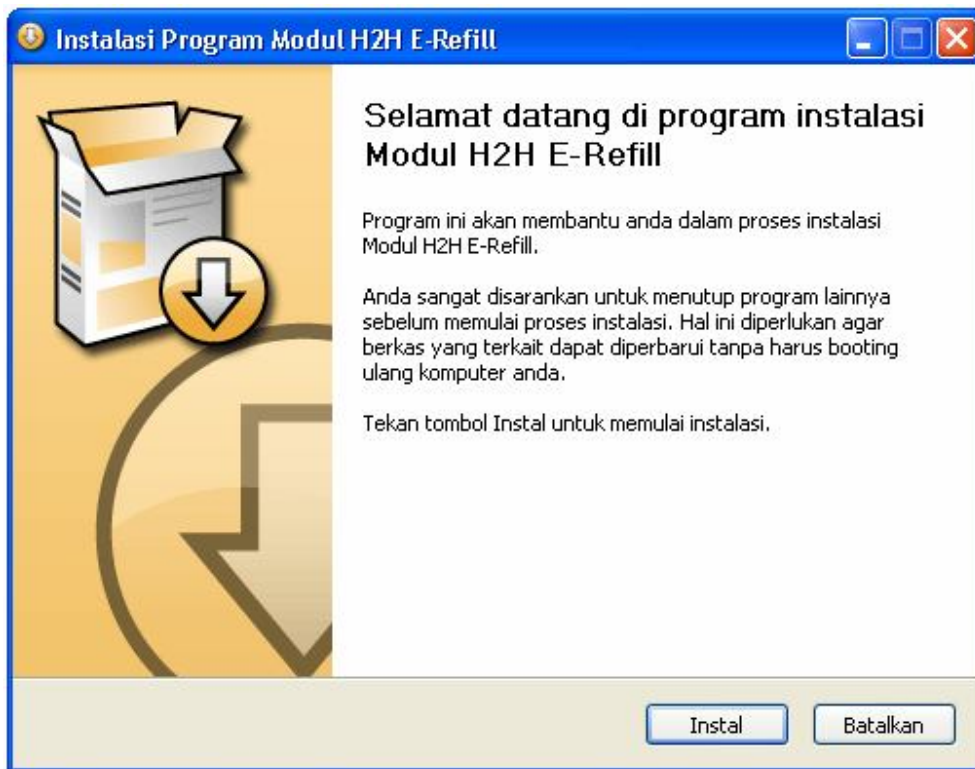 Instalasi Program Modul H2H E-Refill
Selamat datang di program instalasi
Modul H2H E-Refill
Program ini akan membantu anda dalam proses instalasi
Modul H2H E-Refill.
Anda sangat disarankan untuk menutup program lainnya
sebelum memulai proses instalasi. Hal ini diperlukan agar
berkas yang terkait dapat diperbarui tanpa harus booting
ulang komputer anda.
Tekan tombol Instal untuk memulai instalasi.
Instal
Batalkan